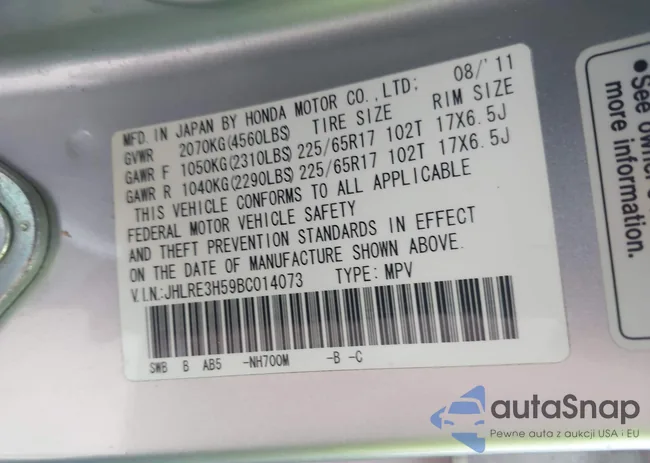 MFD. IN JAPAN BY HONDA MOTOR CO., LTD: 08/'11
GVWR 2070KG(4560LBS) TIRE SIZE RIM SIZE
GAWR F 1050KG(2310LBS) 225/65R17 102T 17X6.5J
GAWR R 1040KG(2290LBS) 225/65R17 102T 17X6.5J
THIS VEHICLE CONFORMS TO ALL APPLICABLE
FEDERAL MOTOR VEHICLE SAFETY
AND THEFT PREVENTION STANDARDS IN EFFECT
ON THE DATE OF MANUFACTURE SHOWN ABOVE.
V.I.N.:JHLRE3H59BC014073 TYPE: MPV
SWB B AB5 -NH700M -B -C
•See owner's
more information.
autaSnap
Pewne auta z aukcji USA i EU